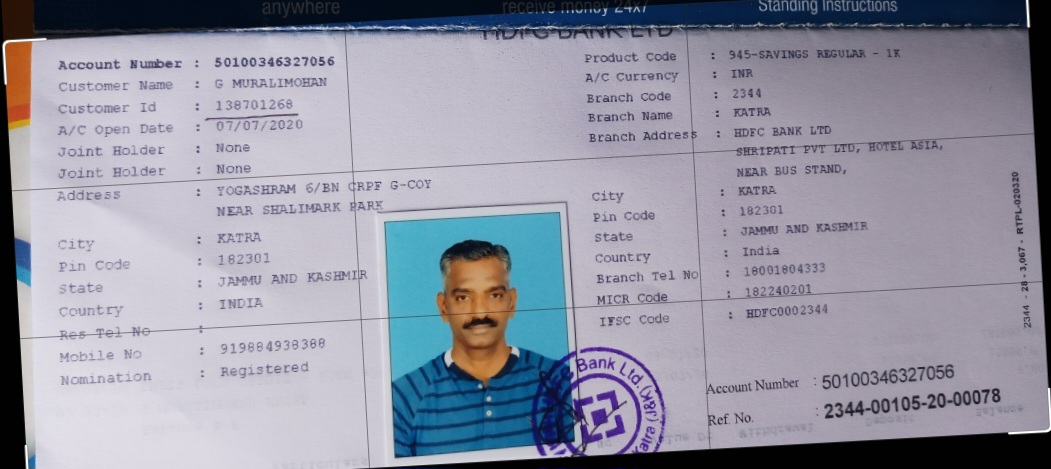 anywhere
receive money 24x7
Standing Instructions
HDFC BANK LTD
Account Number : 50100346327056
Customer Name : G MURALIMOHAN
Customer Id : 138701268
A/C Open Date : 07/07/2020
Joint Holder : None
Joint Holder : None
Address : YOGASHRAM 6/BN CRPF G-COY
NEAR SHALIMARK PARK
City : KATRA
Pin Code : 182301
State : JAMMU AND KASHMIR
Country : INDIA
Res Tel No :
Mobile No : 919884938388
Nomination : Registered
Product Code : 945-SAVINGS REGULAR - 1K
A/C Currency : INR
Branch Code : 2344
Branch Name : KATRA
Branch Address : HDFC BANK LTD
SHRIPATI PVT LTD, HOTEL ASIA,
NEAR BUS STAND,
City : KATRA
Pin Code : 182301
State : JAMMU AND KASHMIR
Country : India
Branch Tel No : 18001804333
MICR Code : 182240201
IFSC Code : HDFC0002344
Account Number : 50100346327056
Ref. No. : 2344-00105-20-00078
2344 - 28 - 3,067 - RTPL-020320
Bank Ltd. (J&K) Katra